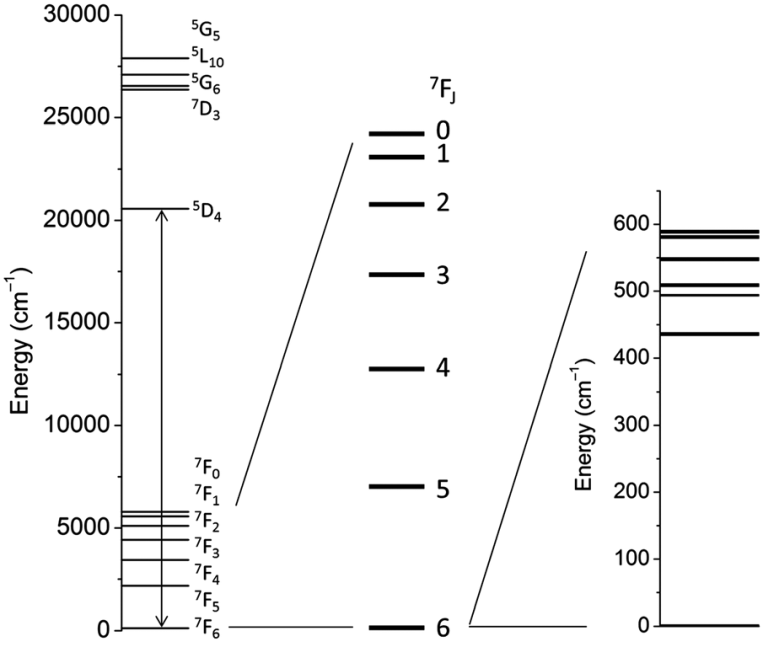 30000
25000
20000
15000
10000
5000
0
Energy (cm⁻¹)
⁵G₅
⁵L₁₀
⁵G₆
⁷D₃
⁵D₄
⁷F₀
⁷F₁
⁷F₂
⁷F₃
⁷F₄
⁷F₅
⁷F₆
⁷F_J
0
1
2
3
4
5
6
600
500
400
300
200
100
0
Energy (cm⁻¹)